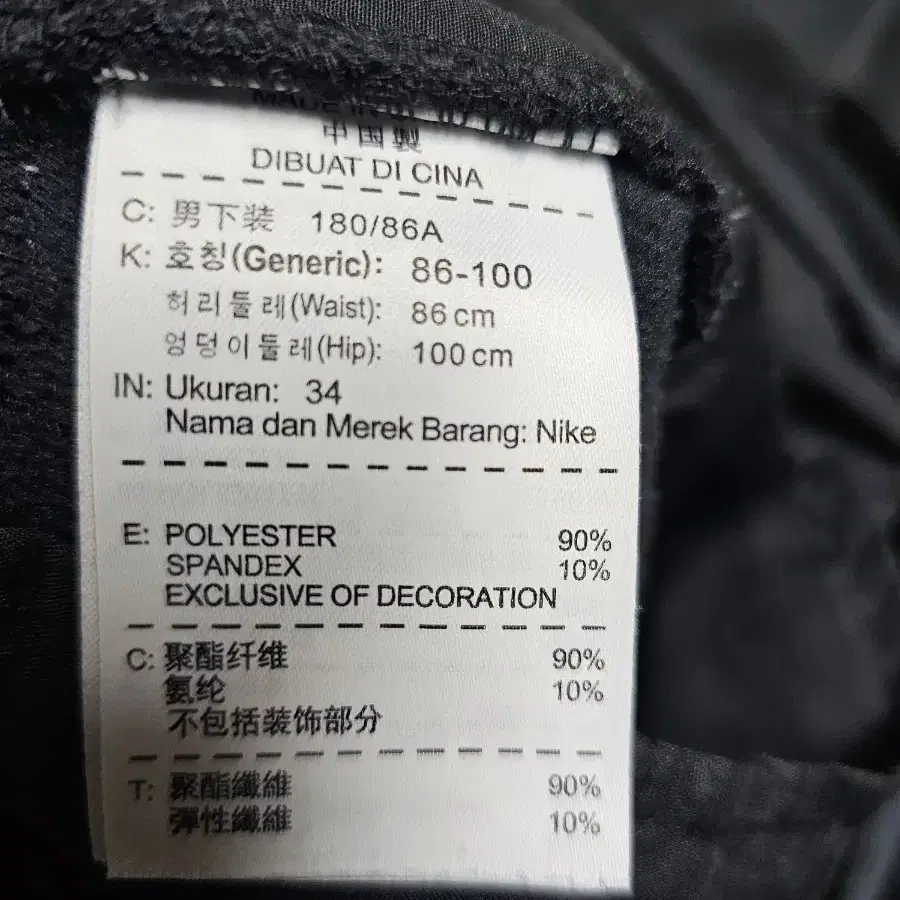 MADE IN
中国製
DIBUAT DI CINA
C: 男下装 180/86A
K: 호칭(Generic): 86-100
허리둘레(Waist): 86 cm
엉덩이둘레(Hip): 100 cm
IN: Ukuran: 34
Nama dan Merek Barang: Nike
E: POLYESTER 90%
SPANDEX 10%
EXCLUSIVE OF DECORATION
C: 聚酯纤维 90%
氨纶 10%
不包括装饰部分
T: 聚酯纖維 90%
彈性纖維 10%